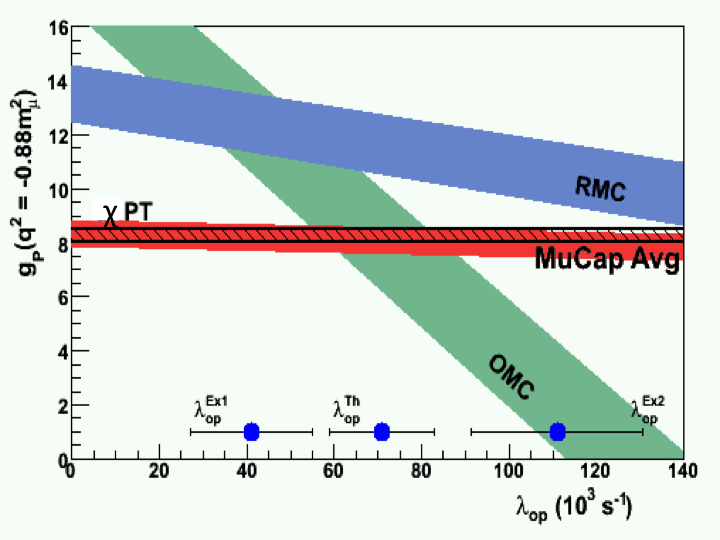 g_P(q² = -0.88m²_μ)
16
14
12
10
8
6
4
2
0
RMC
χ PT
MuCap Avg
OMC
λ_op^Ex1
λ_op^Th
λ_op^Ex2
0 20 40 60 80 100 120 140
λ_op (10³ s⁻¹)